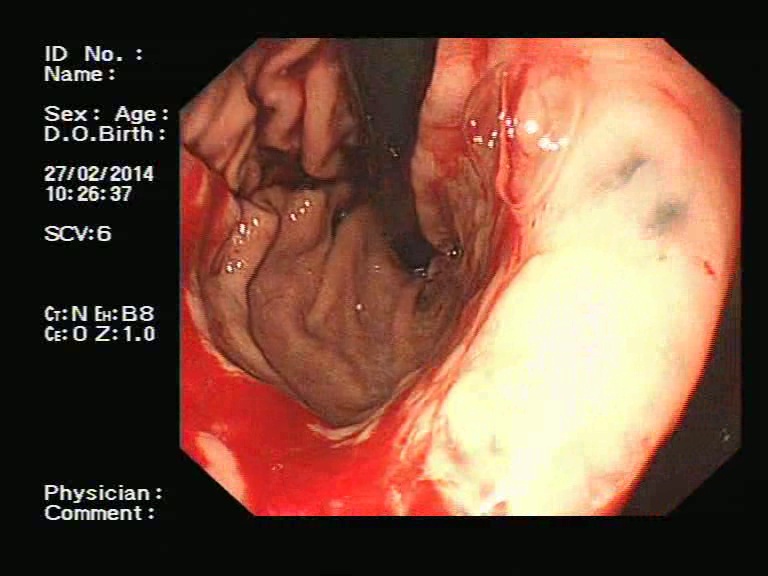 ID No. :
Name :
Sex : Age :
D.O.Birth :
27/02/2014
10:26:37
SCV:6
CT:N EH:B8
CE:0 Z:1.0
Physician :
Comment :